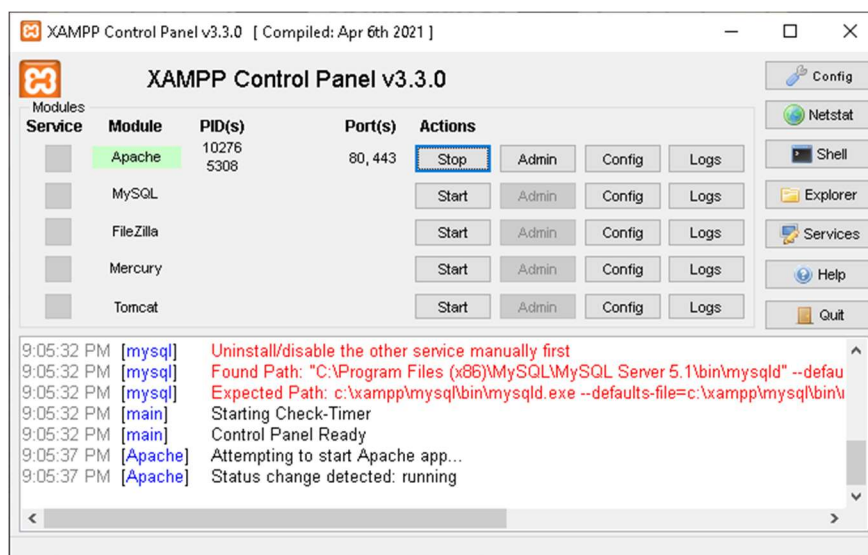 XAMPP Control Panel v3.3.0 [ Compiled: Apr 6th 2021 ]
XAMPP Control Panel v3.3.0
Config
Modules
Service Module PID(s) Port(s) Actions
Netstat
Apache 10276 5308 80, 443 Stop Admin Config Logs
Shell
MySQL Start Admin Config Logs
Explorer
FileZilla Start Admin Config Logs
Services
Mercury Start Admin Config Logs
Help
Tomcat Start Admin Config Logs
Quit
9:05:32 PM [mysql] Uninstall/disable the other service manually first
9:05:32 PM [mysql] Found Path: "C:\Program Files (x86)\MySQL\MySQL Server 5.1\bin\mysqld" --defau
9:05:32 PM [mysql] Expected Path: c:\xampp\mysql\bin\mysqld.exe --defaults-file=c:\xampp\mysql\bin\
9:05:32 PM [main] Starting Check-Timer
9:05:32 PM [main] Control Panel Ready
9:05:37 PM [Apache] Attempting to start Apache app...
9:05:37 PM [Apache] Status change detected: running